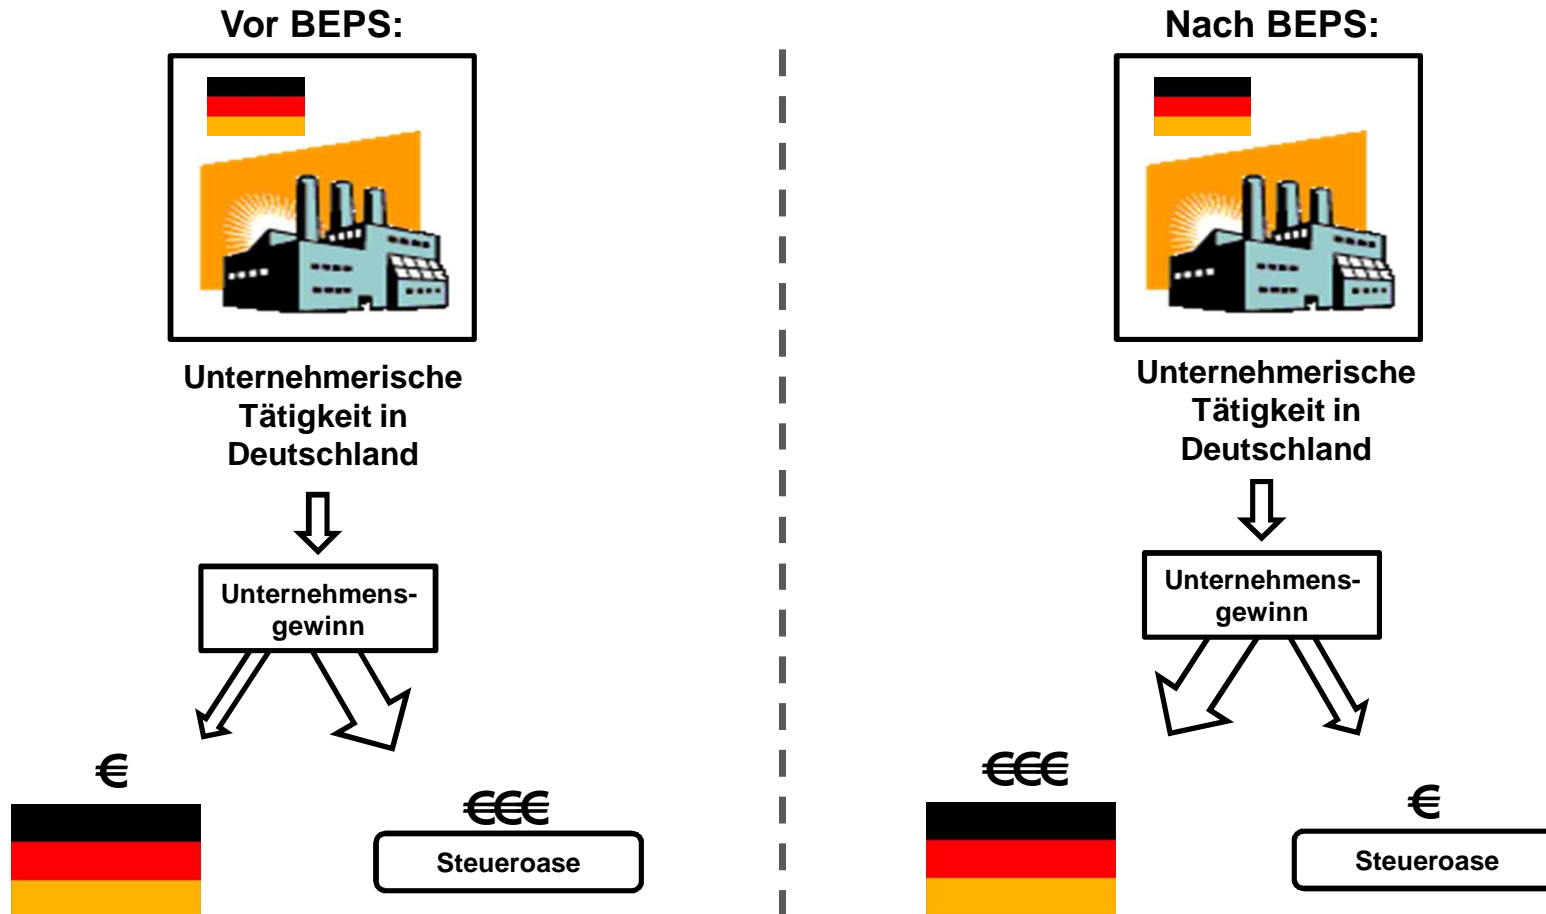 Vor BEPS:
Unternehmerische
Tätigkeit in
Deutschland
Unternehmens-
gewinn
€
€€€
Steueroase
Nach BEPS:
Unternehmerische
Tätigkeit in
Deutschland
Unternehmens-
gewinn
€€€
€
Steueroase